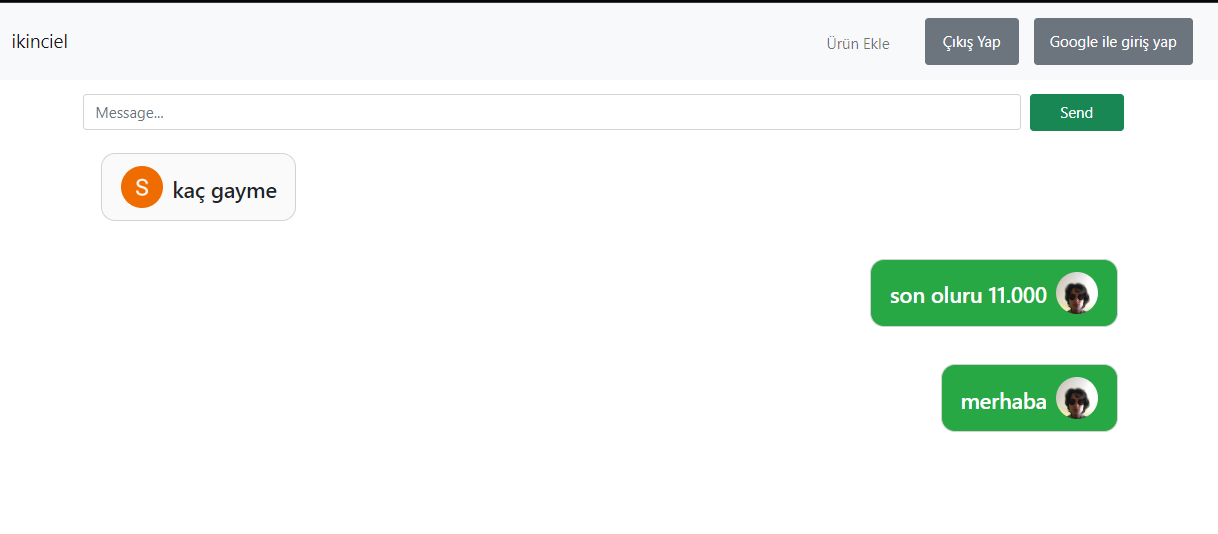 ikinciel
Ürün Ekle
Çıkış Yap
Google ile giriş yap
Message...
Send
S
kaç gayme
son oluru 11.000
merhaba